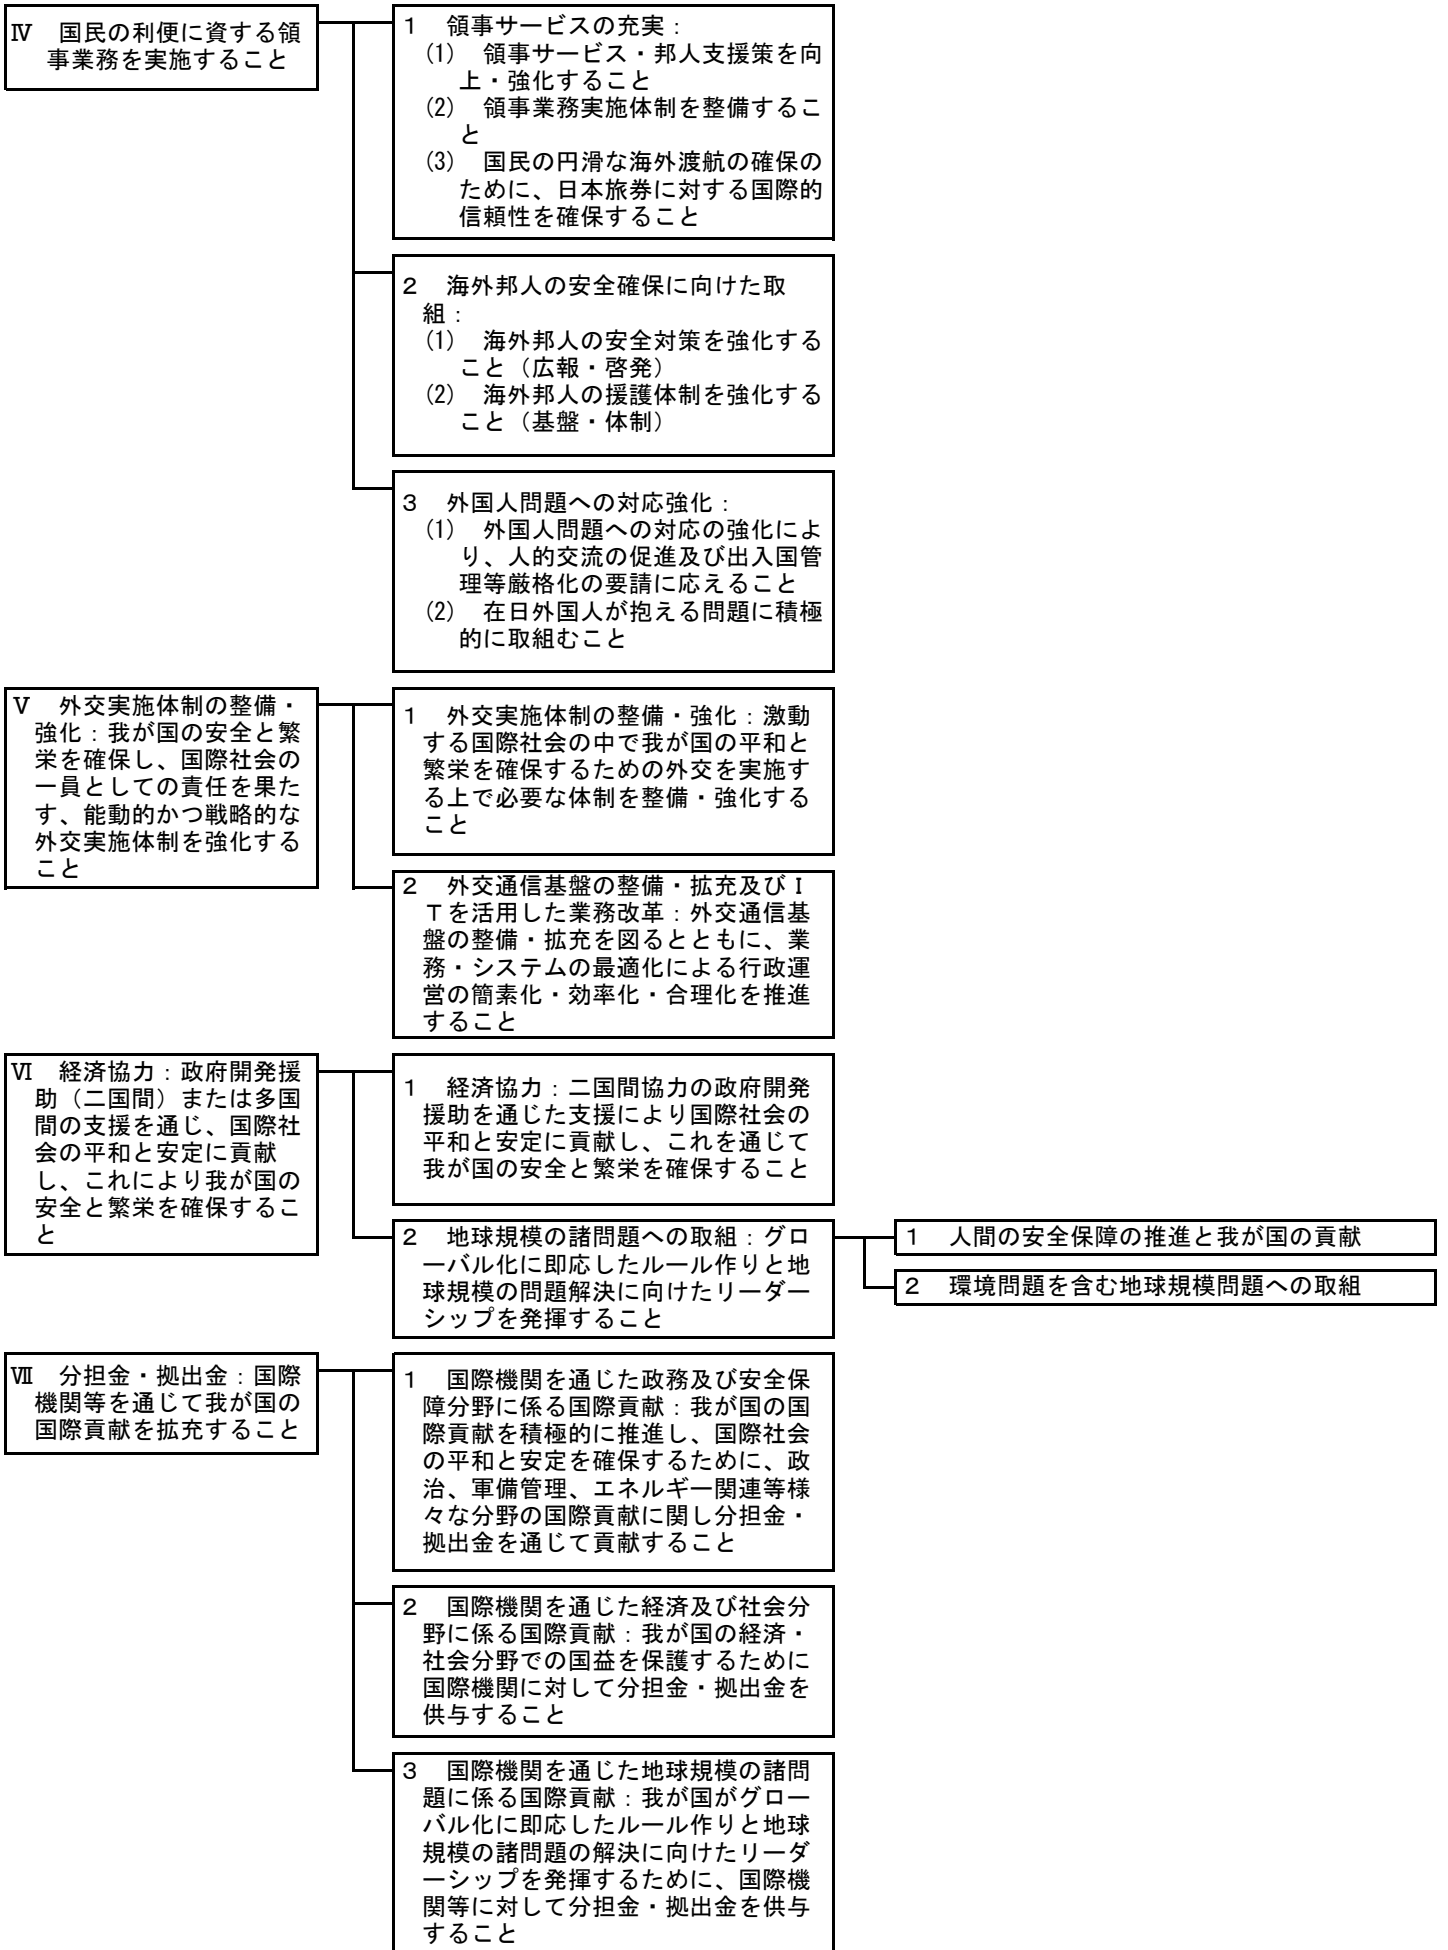 Ⅳ　国民の利便に資する領
事業務を実施すること
１　領事サービスの充実：
(1)　領事サービス・邦人支援策を向
上・強化すること
(2)　領事業務実施体制を整備するこ
と
(3)　国民の円滑な海外渡航の確保の
ために、日本旅券に対する国際的
信頼性を確保すること
２　海外邦人の安全確保に向けた取
組：
(1)　海外邦人の安全対策を強化する
こと（広報・啓発）
(2)　海外邦人の援護体制を強化する
こと（基盤・体制）
３　外国人問題への対応強化：
(1)　外国人問題への対応の強化によ
り、人的交流の促進及び出入国管
理等厳格化の要請に応えること
(2)　在日外国人が抱える問題に積極
的に取組むこと
Ⅴ　外交実施体制の整備・
強化：我が国の安全と繁
栄を確保し、国際社会の
一員としての責任を果た
す、能動的かつ戦略的な
外交実施体制を強化する
こと
１　外交実施体制の整備・強化：激動
する国際社会の中で我が国の平和と
繁栄を確保するための外交を実施す
る上で必要な体制を整備・強化する
こと
２　外交通信基盤の整備・拡充及びＩ
Ｔを活用した業務改革：外交通信基
盤の整備・拡充を図るとともに、業
務・システムの最適化による行政運
営の簡素化・効率化・合理化を推進
すること
Ⅵ　経済協力：政府開発援
助（二国間）または多国
間の支援を通じ、国際社
会の平和と安定に貢献
し、これにより我が国の
安全と繁栄を確保するこ
と
１　経済協力：二国間協力の政府開発
援助を通じた支援により国際社会の
平和と安定に貢献し、これを通じて
我が国の安全と繁栄を確保すること
２　地球規模の諸問題への取組：グロ
ーバル化に即応したルール作りと地
球規模の問題解決に向けたリーダー
シップを発揮すること
１　人間の安全保障の推進と我が国の貢献
２　環境問題を含む地球規模問題への取組
Ⅶ　分担金・拠出金：国際
機関等を通じて我が国の
国際貢献を拡充すること
１　国際機関を通じた政務及び安全保
障分野に係る国際貢献：我が国の国
際貢献を積極的に推進し、国際社会
の平和と安定を確保するために、政
治、軍備管理、エネルギー関連等様
々な分野の国際貢献に関し分担金・
拠出金を通じて貢献すること
２　国際機関を通じた経済及び社会分
野に係る国際貢献：我が国の経済・
社会分野での国益を保護するために
国際機関に対して分担金・拠出金を
供与すること
３　国際機関を通じた地球規模の諸問
題に係る国際貢献：我が国がグロー
バル化に即応したルール作りと地球
規模の諸問題の解決に向けたリーダ
ーシップを発揮するために、国際機
関等に対して分担金・拠出金を供与
すること